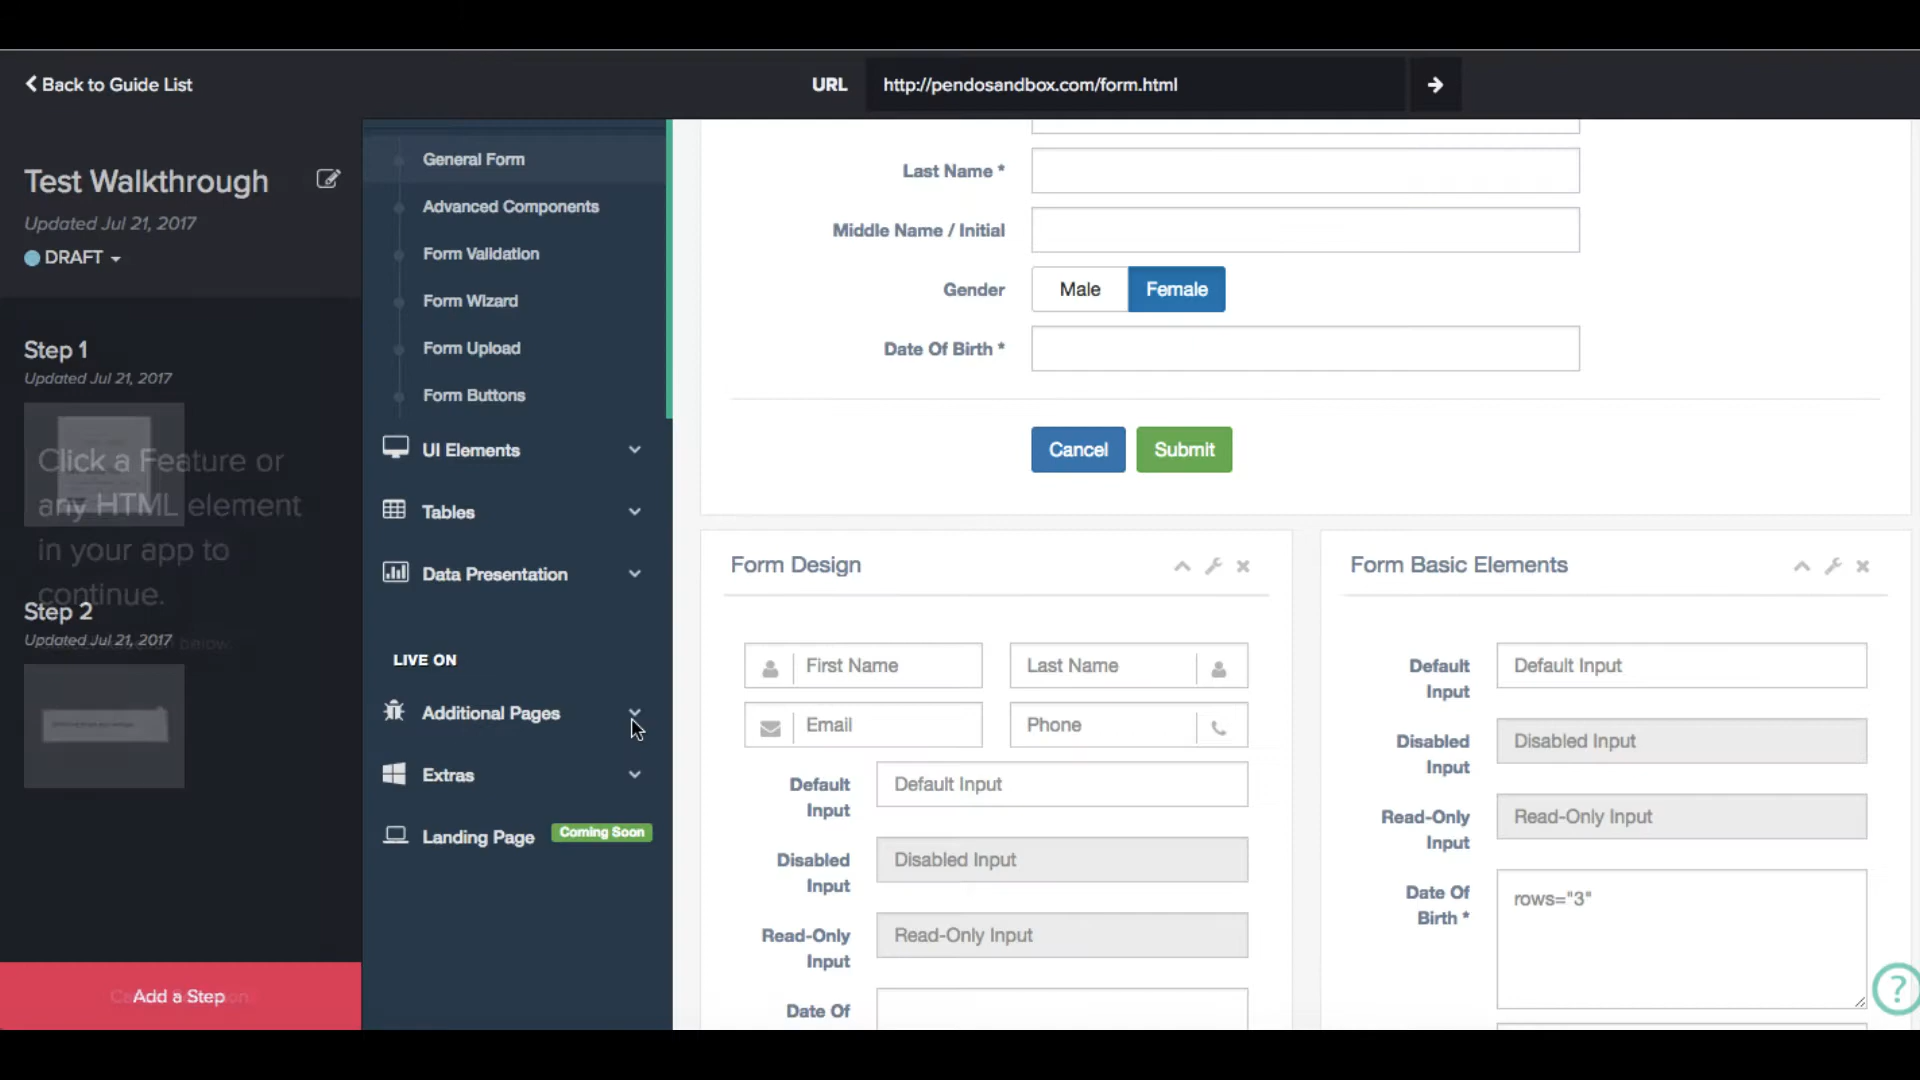 Back to Guide List
URL
http://pendosandbox.com/form.html
Test Walkthrough
Updated Jul 21, 2017
DRAFT
Step 1
Updated Jul 21, 2017
Click a Feature or
any HTML element
in your app to
continue.
Step 2
Updated Jul 21, 2017
below.
Add a Step
General Form
Advanced Components
Form Validation
Form Wizard
Form Upload
Form Buttons
UI Elements
Tables
Data Presentation
LIVE ON
Additional Pages
Extras
Landing Page
Coming Soon
Last Name *
Middle Name / Initial
Gender
Male
Female
Date Of Birth *
Cancel
Submit
Form Design
First Name
Last Name
Email
Phone
Default
Input
Default Input
Disabled
Input
Disabled Input
Read-Only
Input
Read-Only Input
Date Of
Form Basic Elements
Default
Input
Default Input
Disabled
Input
Disabled Input
Read-Only
Input
Read-Only Input
Date Of
Birth *
rows="3"
?